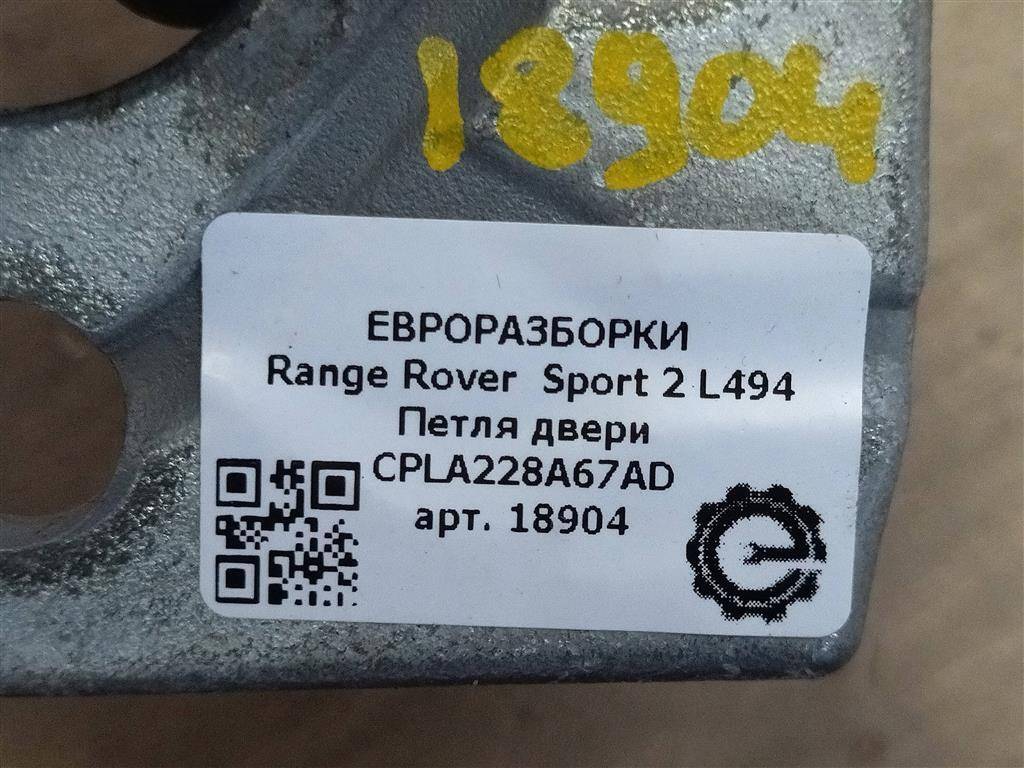 18904
ЕВРОРАЗБОРКИ
Range Rover Sport 2 L494
Петля двери
CPLA228A67AD
арт. 18904